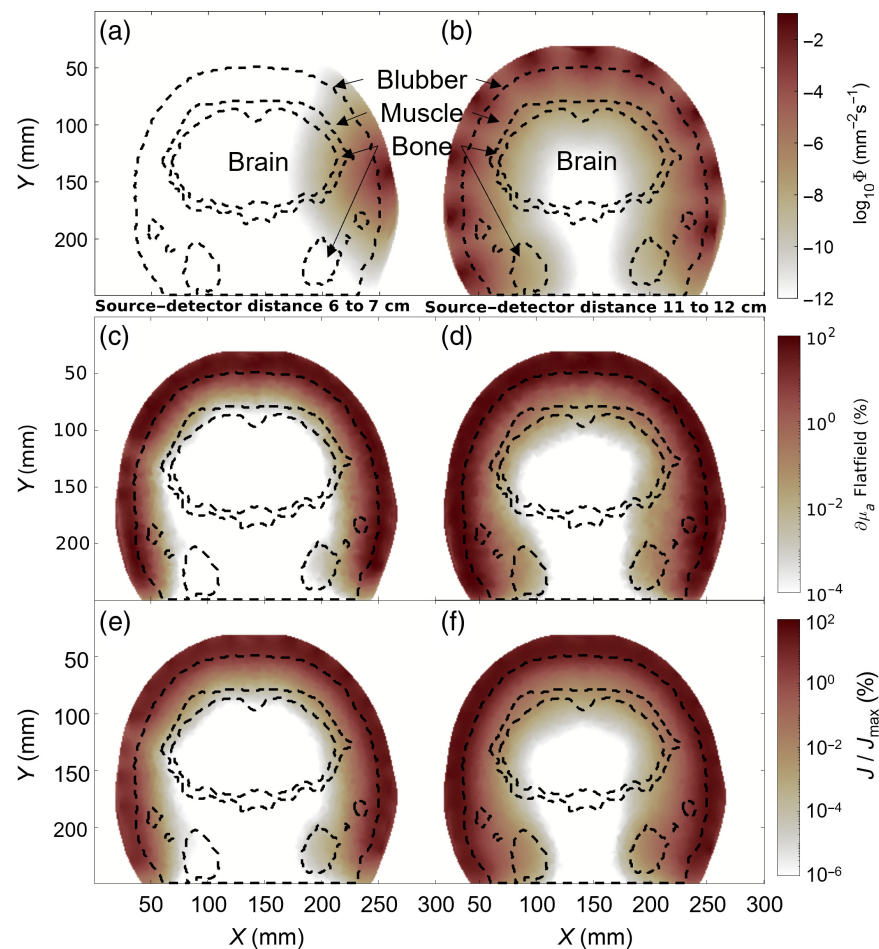 (a)
(b)
Blubber
Muscle
Bone
Brain
Brain
Y (mm)
50
100
150
200
log10Φ (mm−2s−1)
−2
−4
−6
−8
−10
−12
Source–detector distance 6 to 7 cm
Source–detector distance 11 to 12 cm
(c)
(d)
Y (mm)
50
100
150
200
∂μa Flatfield (%)
10^2
10^0
10^−2
10^−4
(e)
(f)
Y (mm)
50
100
150
200
J / Jmax (%)
10^2
10^0
10^−2
10^−4
10^−6
50 100 150 200 250 300 50 100 150 200 250 300
X (mm)
X (mm)